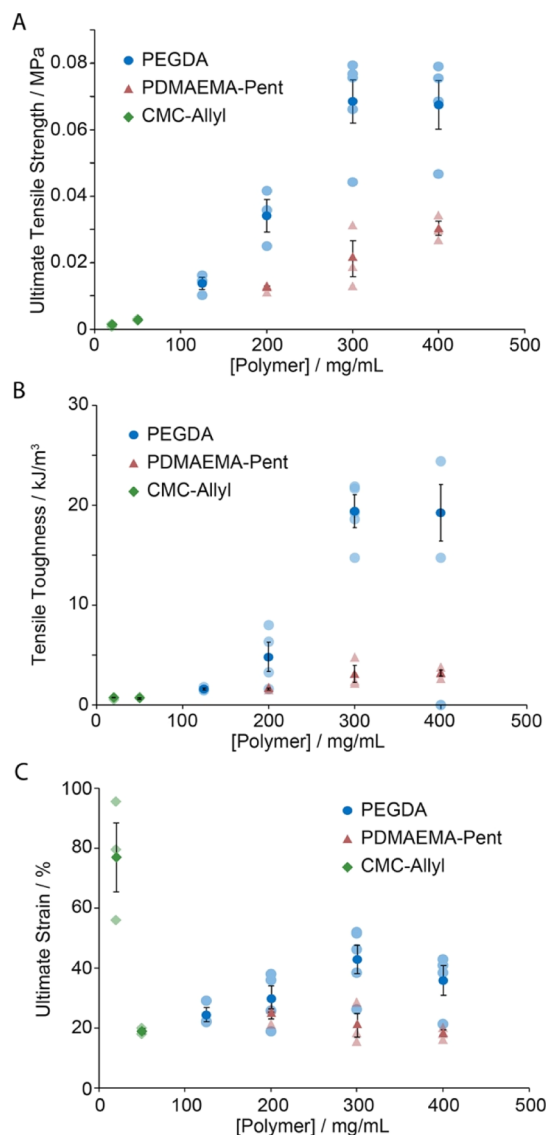 A
Ultimate Tensile Strength / MPa
0.08
0.06
0.04
0.02
0
PEGDA
PDMAEMA-Pent
CMC-Allyl
0
100
200
300
400
500
[Polymer] / mg/mL
B
Tensile Toughness / kJ/m³
30
20
10
0
PEGDA
PDMAEMA-Pent
CMC-Allyl
0
100
200
300
400
500
[Polymer] / mg/mL
C
Ultimate Strain / %
100
80
60
40
20
0
PEGDA
PDMAEMA-Pent
CMC-Allyl
0
100
200
300
400
500
[Polymer] / mg/mL